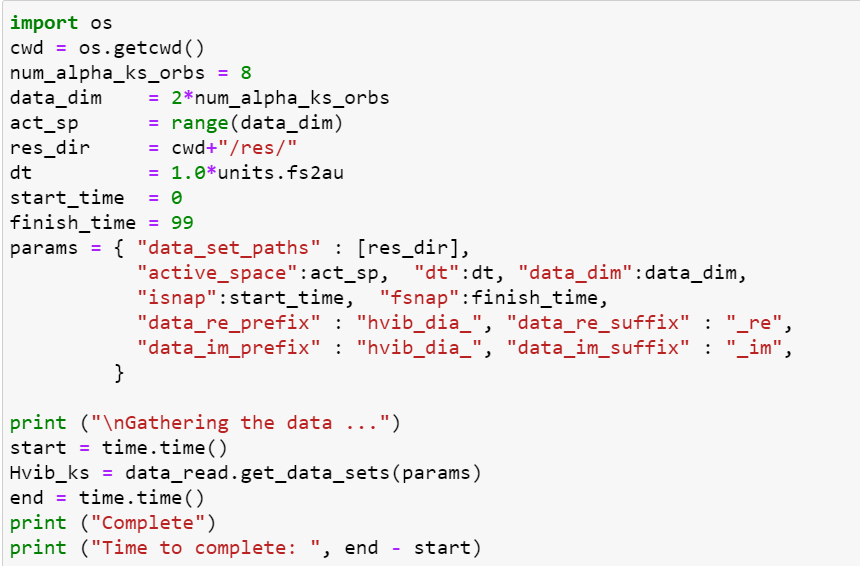 import os
cwd = os.getcwd()
num_alpha_ks_orbs = 8
data_dim    = 2*num_alpha_ks_orbs
act_sp      = range(data_dim)
res_dir     = cwd+"/res/"
dt          = 1.0*units.fs2au
start_time  = 0
finish_time = 99
params = { "data_set_paths" : [res_dir],
           "active_space":act_sp,  "dt":dt, "data_dim":data_dim,
           "isnap":start_time,  "fsnap":finish_time,
           "data_re_prefix" : "hvib_dia_", "data_re_suffix" : "_re",
           "data_im_prefix" : "hvib_dia_", "data_im_suffix" : "_im",
         }
print ("\nGathering the data ...")
start = time.time()
Hvib_ks = data_read.get_data_sets(params)
end = time.time()
print ("Complete")
print ("Time to complete: ", end - start)